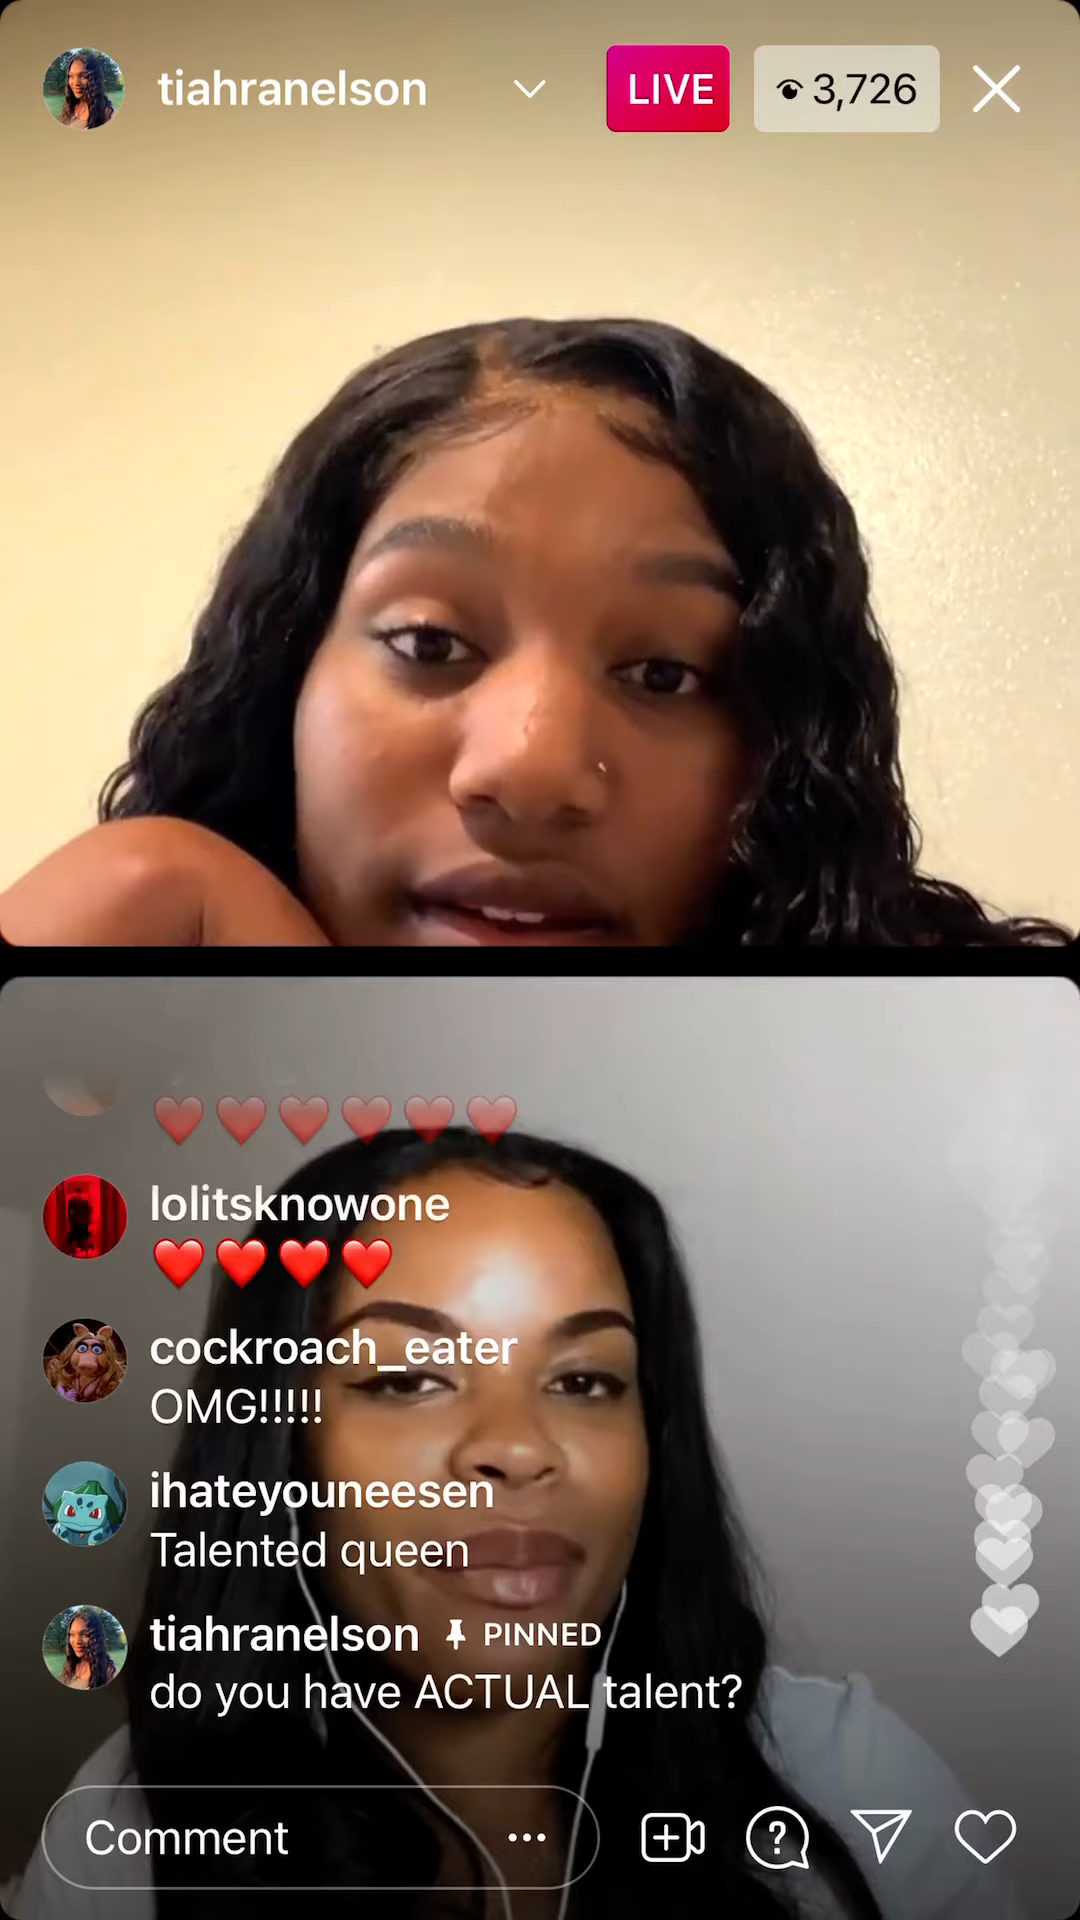 tiahranelson
LIVE
3,726
❤️❤️❤️❤️❤️❤️
lolitsknowone
❤️❤️❤️❤️
cockroach_eater
OMG!!!!!
ihateyouneesen
Talented queen
tiahranelson PINNED
do you have ACTUAL talent?
Comment